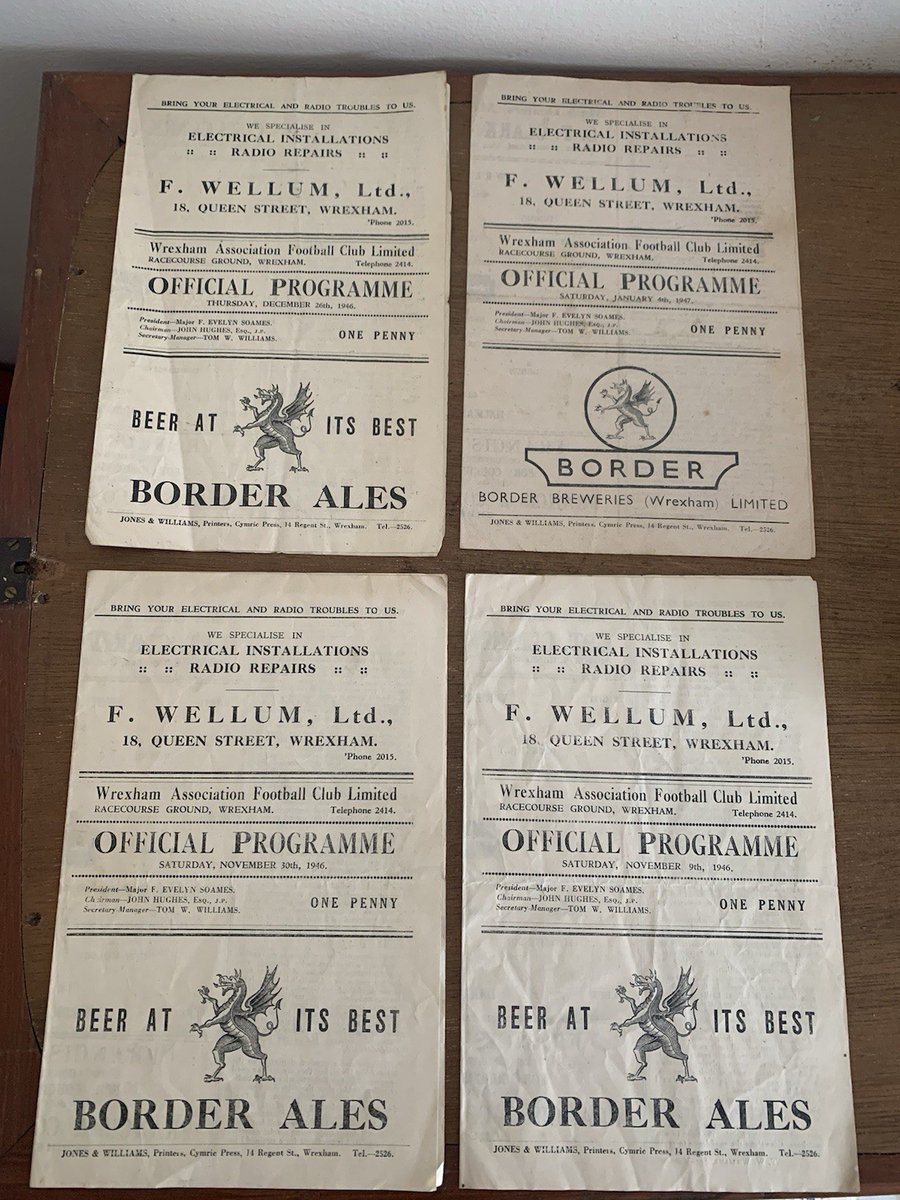 BRING YOUR ELECTRICAL AND RADIO TROUBLES TO US.
WE SPECIALISE IN
ELECTRICAL INSTALLATIONS
:: :: RADIO REPAIRS :: ::
F. WELLUM, Ltd.,
18, QUEEN STREET, WREXHAM.
'Phone 2015.
Wrexham Association Football Club Limited
RACECOURSE GROUND, WREXHAM. Telephone 2414.
OFFICIAL PROGRAMME
THURSDAY, DECEMBER 26th, 1946.
President—Major F. EVELYN SOAMES.
Chairman—JOHN HUGHES, Esq., J.P.
Secretary-Manager—TOM W. WILLIAMS.
ONE PENNY
BEER AT ITS BEST
BORDER ALES
JONES & WILLIAMS, Printers, Cymric Press, 14 Regent St., Wrexham. Tel.—2526.
BRING YOUR ELECTRICAL AND RADIO TROUBLES TO US.
WE SPECIALISE IN
ELECTRICAL INSTALLATIONS
:: :: RADIO REPAIRS :: ::
F. WELLUM, Ltd.,
18, QUEEN STREET, WREXHAM.
'Phone 2015.
Wrexham Association Football Club Limited
RACECOURSE GROUND, WREXHAM. Telephone 2414.
OFFICIAL PROGRAMME
SATURDAY, JANUARY 4th, 1947.
President—Major F. EVELYN SOAMES.
Chairman—JOHN HUGHES, Esq., J.P.
Secretary-Manager—TOM W. WILLIAMS.
ONE PENNY
BORDER
BORDER BREWERIES (Wrexham) LIMITED
JONES & WILLIAMS, Printers, Cymric Press, 14 Regent St., Wrexham. Tel.—2526.
BRING YOUR ELECTRICAL AND RADIO TROUBLES TO US.
WE SPECIALISE IN
ELECTRICAL INSTALLATIONS
:: :: RADIO REPAIRS :: ::
F. WELLUM, Ltd.,
18, QUEEN STREET, WREXHAM.
'Phone 2015.
Wrexham Association Football Club Limited
RACECOURSE GROUND, WREXHAM. Telephone 2414.
OFFICIAL PROGRAMME
SATURDAY, NOVEMBER 30th, 1946.
President—Major F. EVELYN SOAMES.
Chairman—JOHN HUGHES, Esq., J.P.
Secretary-Manager—TOM W. WILLIAMS.
ONE PENNY
BEER AT ITS BEST
BORDER ALES
JONES & WILLIAMS, Printers, Cymric Press, 14 Regent St., Wrexham. Tel.—2526.
BRING YOUR ELECTRICAL AND RADIO TROUBLES TO US.
WE SPECIALISE IN
ELECTRICAL INSTALLATIONS
:: :: RADIO REPAIRS :: ::
F. WELLUM, Ltd.,
18, QUEEN STREET, WREXHAM.
'Phone 2015.
Wrexham Association Football Club Limited
RACECOURSE GROUND, WREXHAM. Telephone 2414.
OFFICIAL PROGRAMME
SATURDAY, NOVEMBER 9th, 1946.
President—Major F. EVELYN SOAMES.
Chairman—JOHN HUGHES, Esq., J.P.
Secretary-Manager—TOM W. WILLIAMS.
ONE PENNY
BEER AT ITS BEST
BORDER ALES
JONES & WILLIAMS, Printers, Cymric Press, 14 Regent St., Wrexham. Tel.—2526.